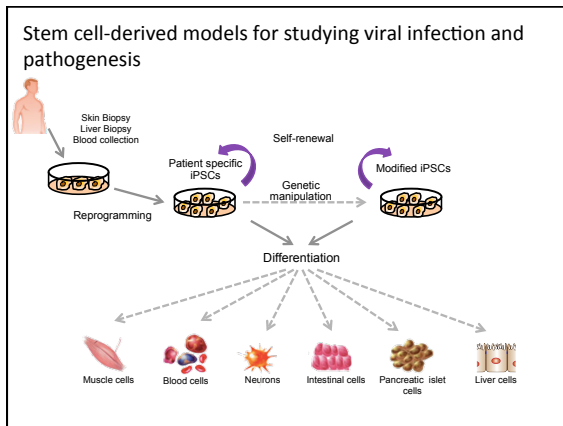 Stem cell-derived models for studying viral infection and
pathogenesis
Skin Biopsy
Liver Biopsy
Blood collection
Self-renewal
Patient specific
iPSCs
Modified iPSCs
Genetic
manipulation
Reprogramming
Differentiation
Muscle cells
Blood cells
Neurons
Intestinal cells
Pancreatic islet
cells
Liver cells